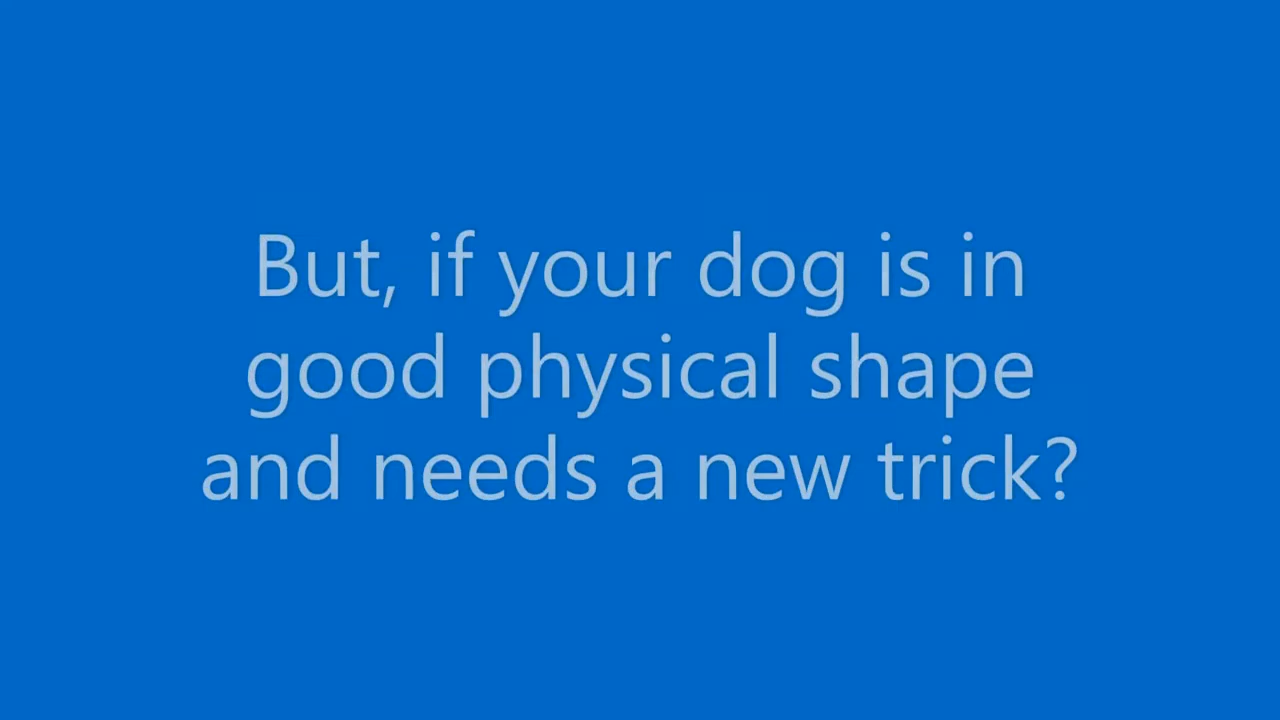 But, if your dog is in
good physical shape
and needs a new trick?